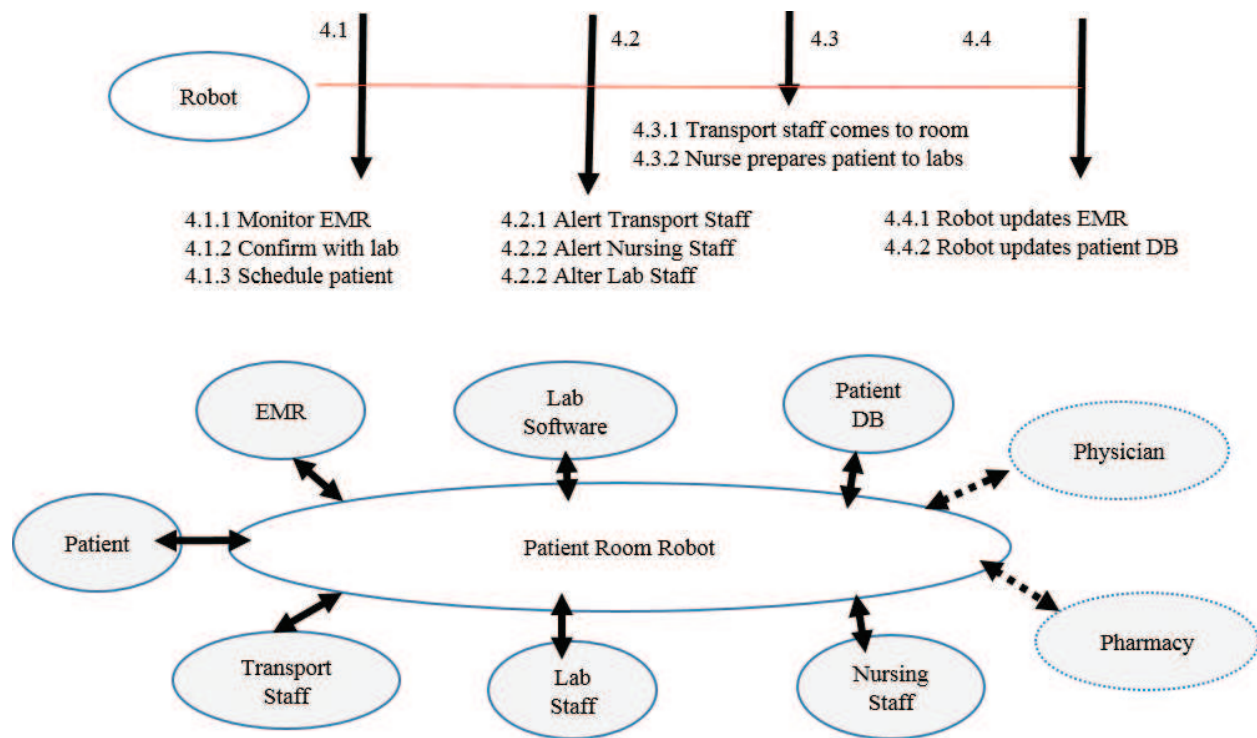 4.1
4.2
4.3
4.4
Robot
4.3.1 Transport staff comes to room
4.3.2 Nurse prepares patient to labs
4.1.1 Monitor EMR
4.1.2 Confirm with lab
4.1.3 Schedule patient
4.2.1 Alert Transport Staff
4.2.2 Alert Nursing Staff
4.2.2 Alter Lab Staff
4.4.1 Robot updates EMR
4.4.2 Robot updates patient DB
EMR
Lab
Software
Patient
DB
Physician
Patient
Patient Room Robot
Transport
Staff
Lab
Staff
Nursing
Staff
Pharmacy